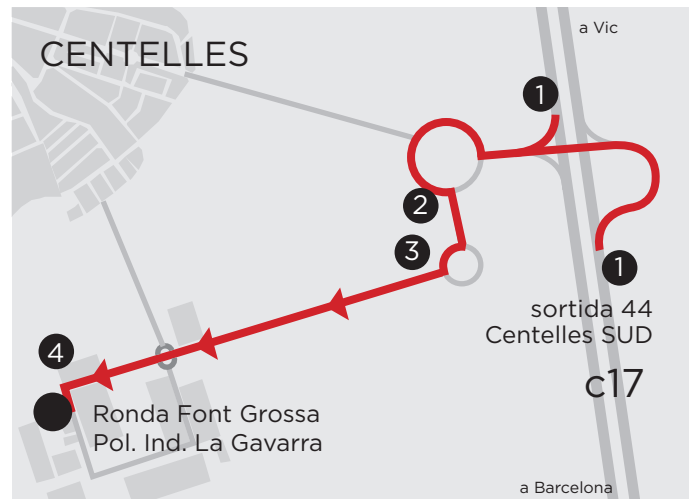 a Vic
CENTELLES
1
2
3
1
sortida 44
Centelles SUD
4
c17
Ronda Font Grossa
Pol. Ind. La Gavarra
a Barcelona